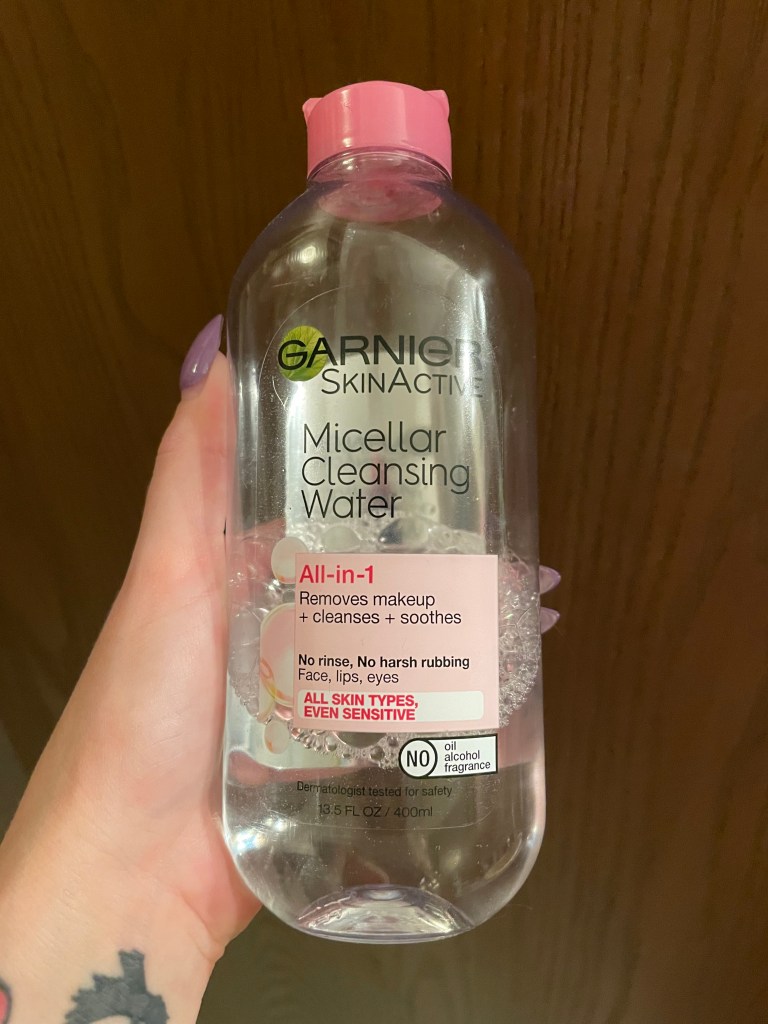 GARNIER
SKINACTIVE
Micellar
Cleansing
Water
All-in-1
Removes makeup
+ cleanses + soothes
No rinse, No harsh rubbing
Face, lips, eyes
ALL SKIN TYPES,
EVEN SENSITIVE
NO
oil
alcohol
fragrance
Dermatologist tested for safety
13.5 FL OZ / 400ml